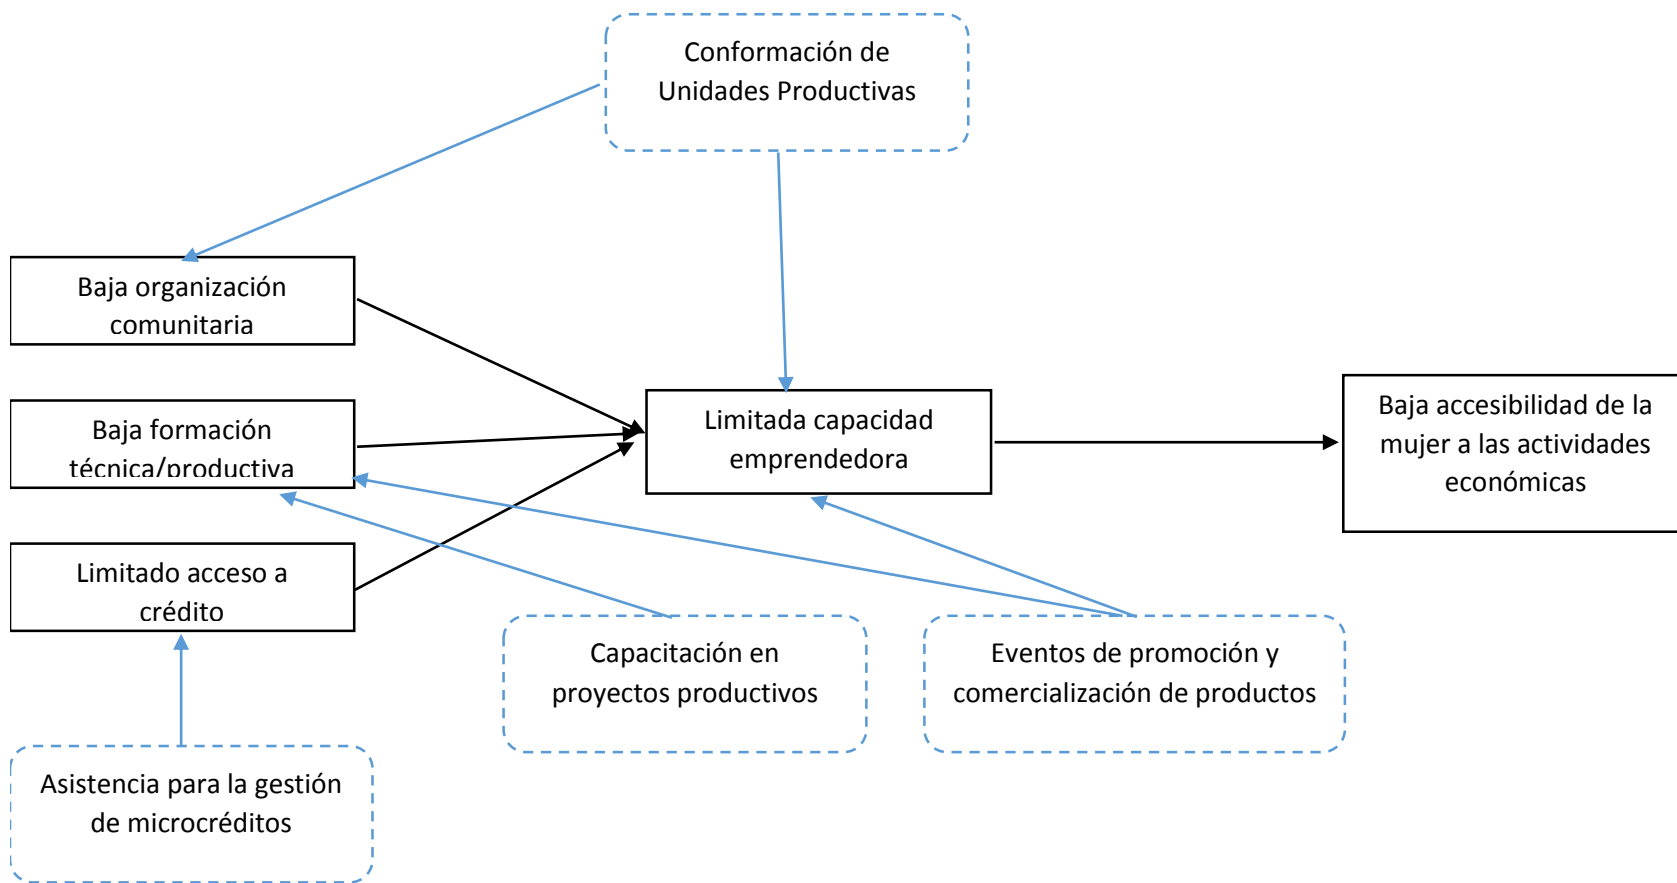 Conformación de
Unidades Productivas
Baja organización
comunitaria
Baja formación
técnica/productiva
Limitado acceso a
crédito
Limitada capacidad
emprendedora
Baja accesibilidad de la
mujer a las actividades
económicas
Capacitación en
proyectos productivos
Eventos de promoción y
comercialización de productos
Asistencia para la gestión
de microcréditos